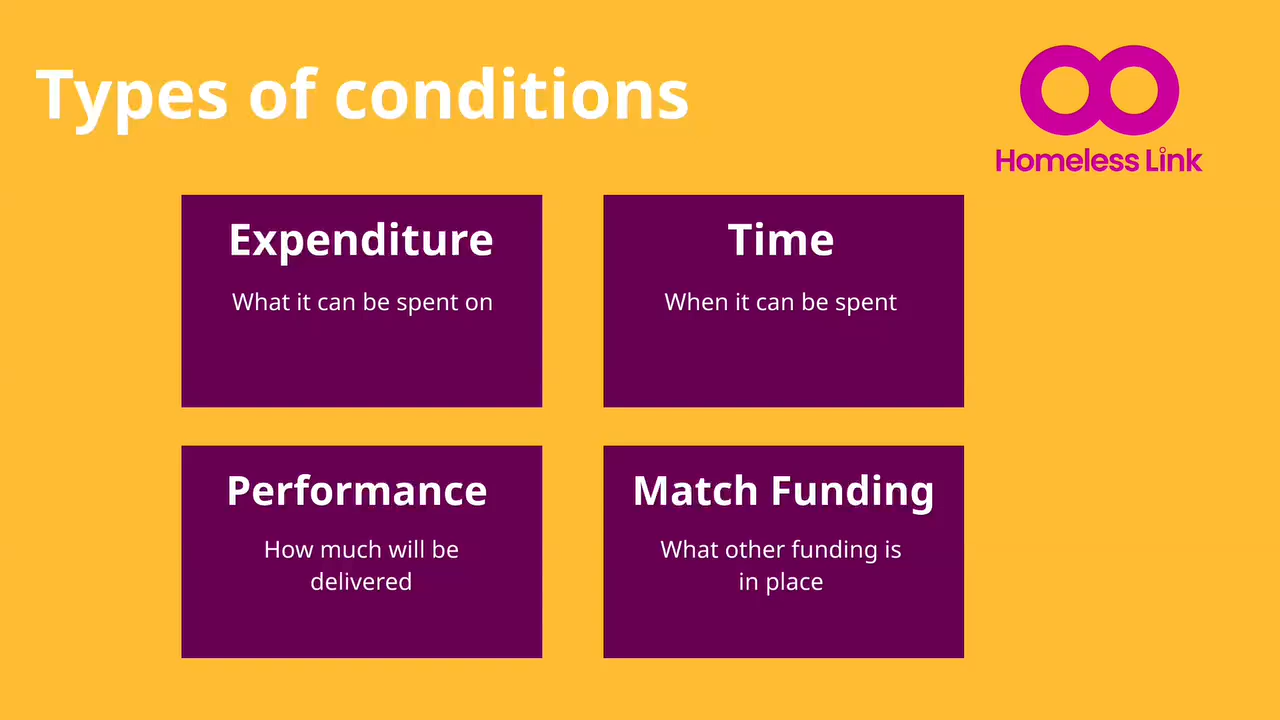 Types of conditions
Homeless Link
Expenditure
What it can be spent on
Time
When it can be spent
Performance
How much will be
delivered
Match Funding
What other funding is
in place